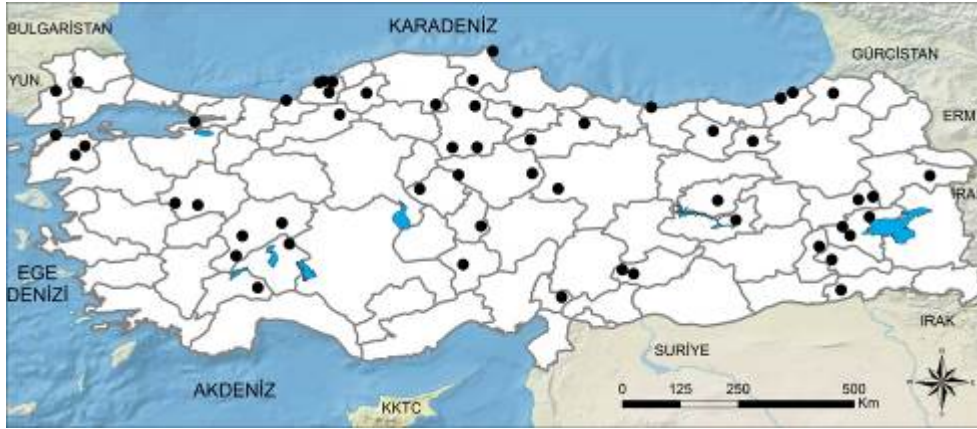 BULGARİSTAN
KARADENİZ
GÜRCİSTAN
YUN
ERM
İRA
EGE
DENİZİ
IRAK
SURİYE
AKDENİZ
KKTC
0 125 250 500
Km